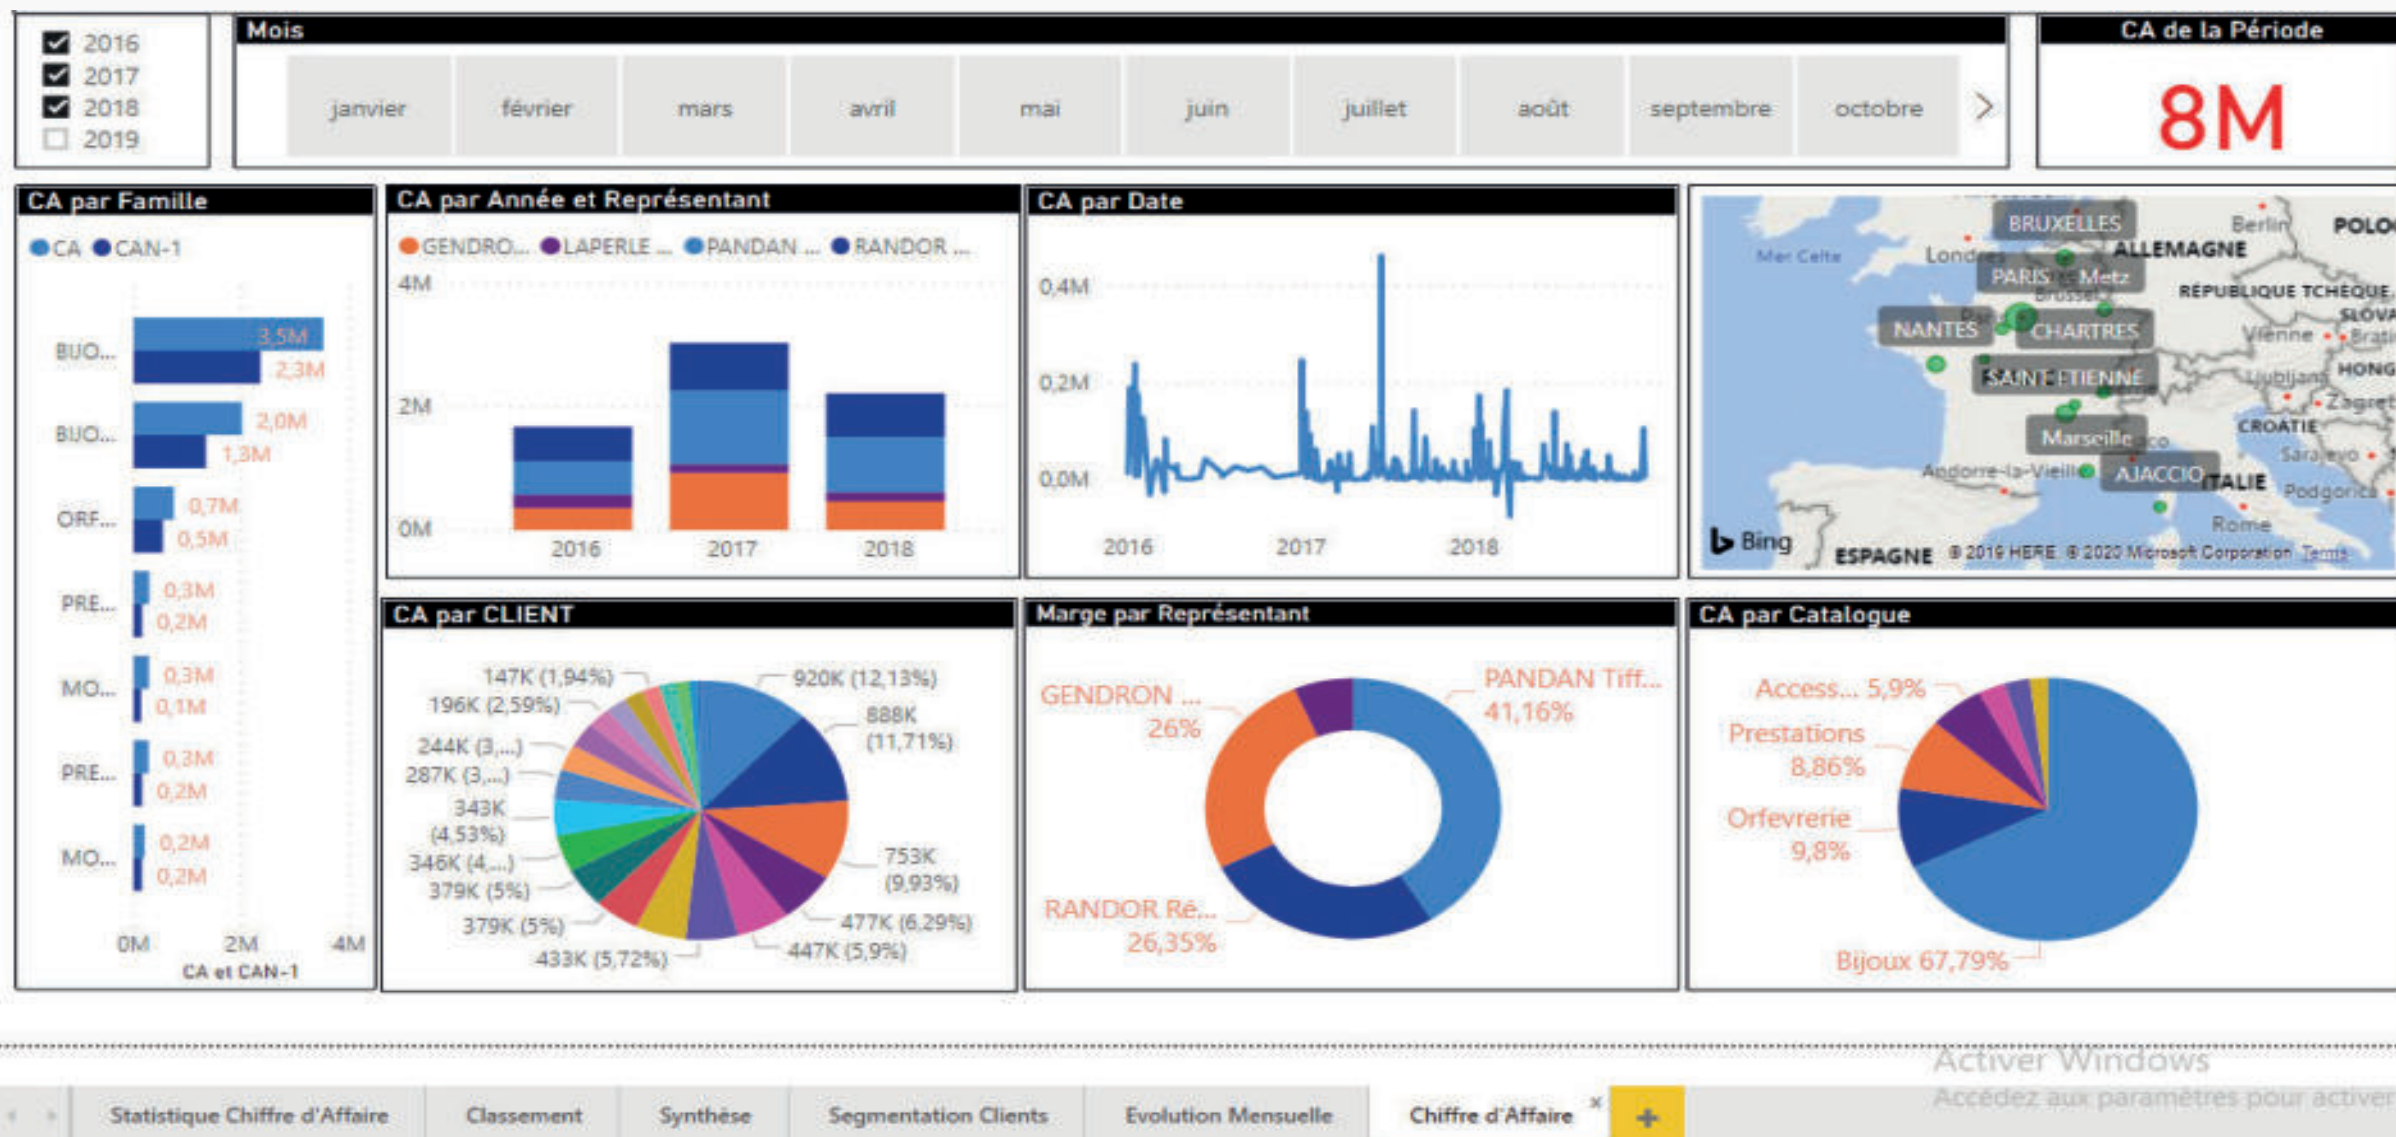 2016
2017
2018
2019
Mois
janvier
février
mars
avril
mai
juin
juillet
août
septembre
octobre
CA de la Période
8M
CA par Famille
CA CAN-1
BIJO...
3,5M
2,3M
BIJO...
2,0M
1,3M
ORF...
0,7M
0,5M
PRE...
0,3M
0,2M
MO...
0,3M
0,1M
PRE...
0,3M
0,2M
MO...
0,2M
0,2M
0M 2M 4M
CA et CAN-1
CA par Année et Représentant
GENDRO... LAPERLE ... PANDAN ... RANDOR ...
4M
2M
0M
2016 2017 2018
CA par Date
0,4M
0,2M
0,0M
2016 2017 2018
BRUXELLES
Berlin
POLO
Mer Celte
Londres
ALLEMAGNE
PARIS
Metz
Brussel
RÉPUBLIQUE TCHÈQUE
SLOVA
NANTES
CHARTRES
Vienne
Brati
SAINT ETIENNE
Ljubljana
HONG
Zagreb
CROATIE
Marseille
Sarajevo
Andorre-la-Vieille
AJACCIO
ITALIE
Podgorica
Rome
Bing
ESPAGNE
© 2019 HERE, © 2020 Microsoft Corporation Terms
CA par CLIENT
920K (12,13%)
888K
(11,71%)
753K
(9,93%)
477K (6,29%)
447K (5,9%)
433K (5,72%)
379K (5%)
379K (5%)
346K (4,...)
343K
(4,53%)
287K (3,...)
244K (3,...)
196K (2,59%)
147K (1,94%)
Marge par Représentant
PANDAN Tiff...
41,16%
GENDRON ...
26%
RANDOR Ré...
26,35%
CA par Catalogue
Access... 5,9%
Prestations
8,86%
Orfevrerie
9,8%
Bijoux 67,79%
Activer Windows
Accédez aux paramètres pour activer
Statistique Chiffre d'Affaire
Classement
Synthèse
Segmentation Clients
Evolution Mensuelle
Chiffre d'Affaire